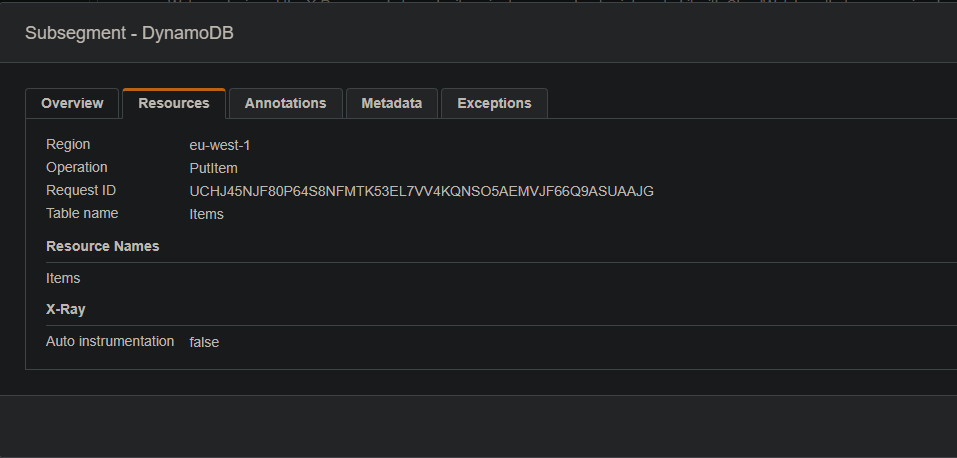 Subsegment - DynamoDB
Overview Resources Annotations Metadata Exceptions
Region eu-west-1
Operation PutItem
Request ID UCHJ45NJF80P64S8NFMTK53EL7VV4KQNSO5AEMVJF66Q9ASUAAJG
Table name Items
Resource Names
Items
X-Ray
Auto instrumentation false